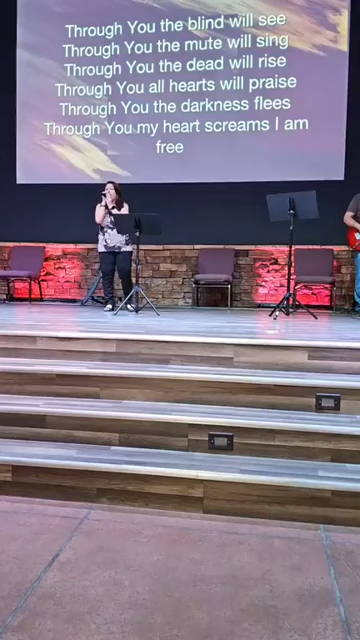 Through You the blind will see
Through You the mute will sing
Through You the dead will rise
Through You all hearts will praise
Through You the darkness flees
Through You my heart screams I am
free